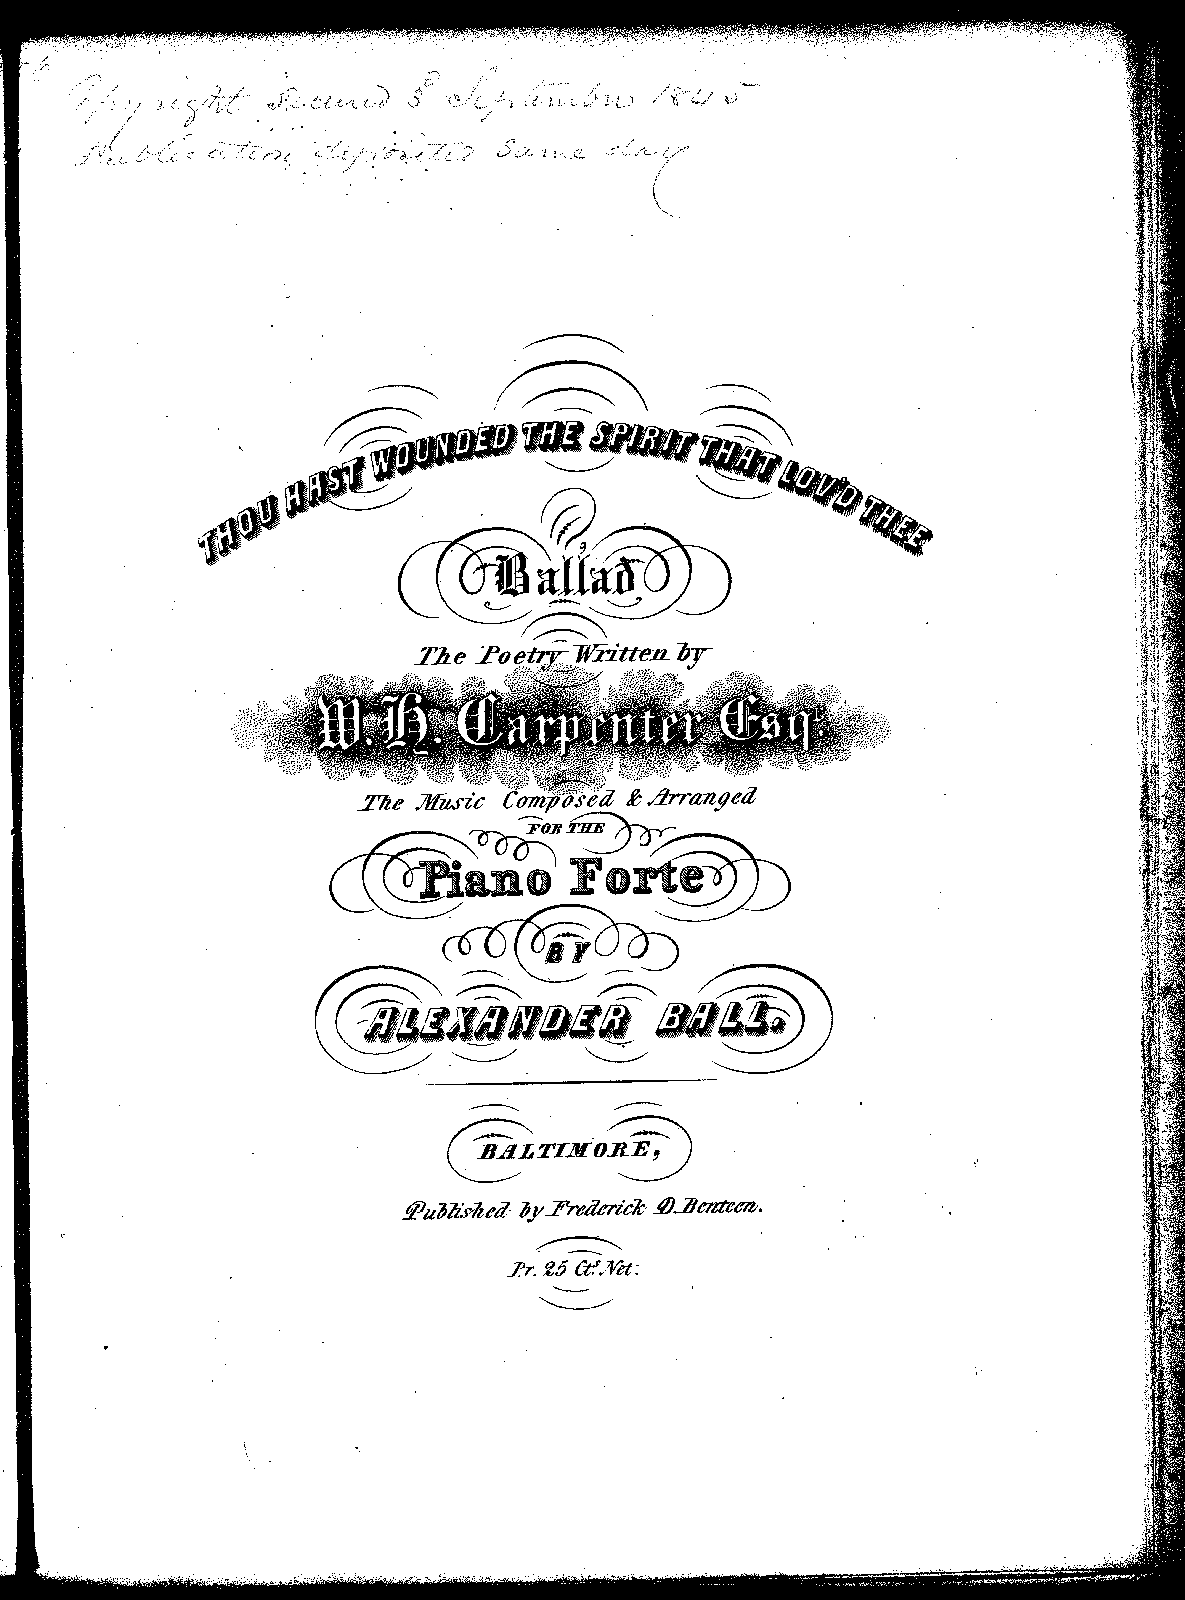 Copyright Secured 3 September 1845
Publication deposited same day
THOU HAST WOUNDED THE SPIRIT THAT LOV'D THEE
Ballad
The Poetry Written by
W. H. Carpenter Esqr.
The Music Composed & Arranged
FOR THE
Piano Forte
BY
ALEXANDER BALL.
BALTIMORE,
Published by Frederick D. Benteen.
Pr. 25 Cts. Net: